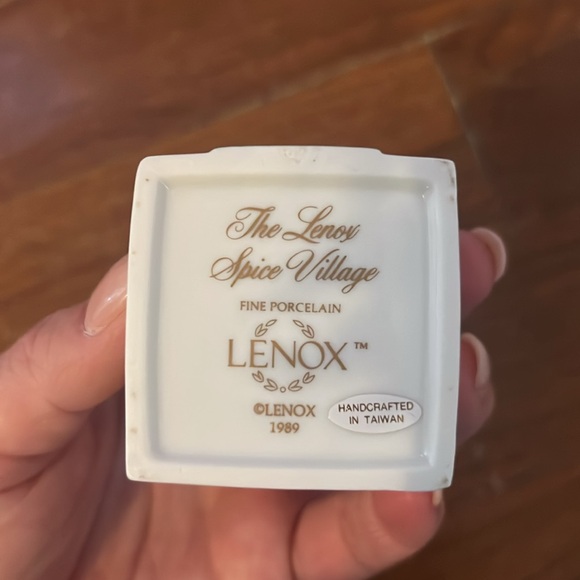 The Lenox
Spice Village
FINE PORCELAIN
LENOX™
©LENOX
1989
HANDCRAFTED
IN TAIWAN